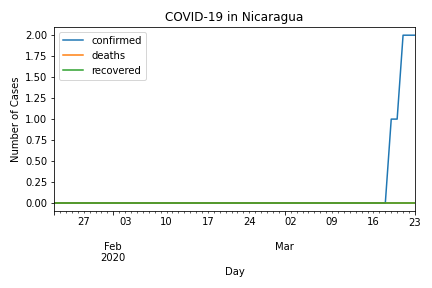 COVID-19 in Nicaragua
confirmed
deaths
recovered
Number of Cases
2.00
1.75
1.50
1.25
1.00
0.75
0.50
0.25
0.00
27 03 10 17 24 02 09 16 23
Feb Mar
2020
Day